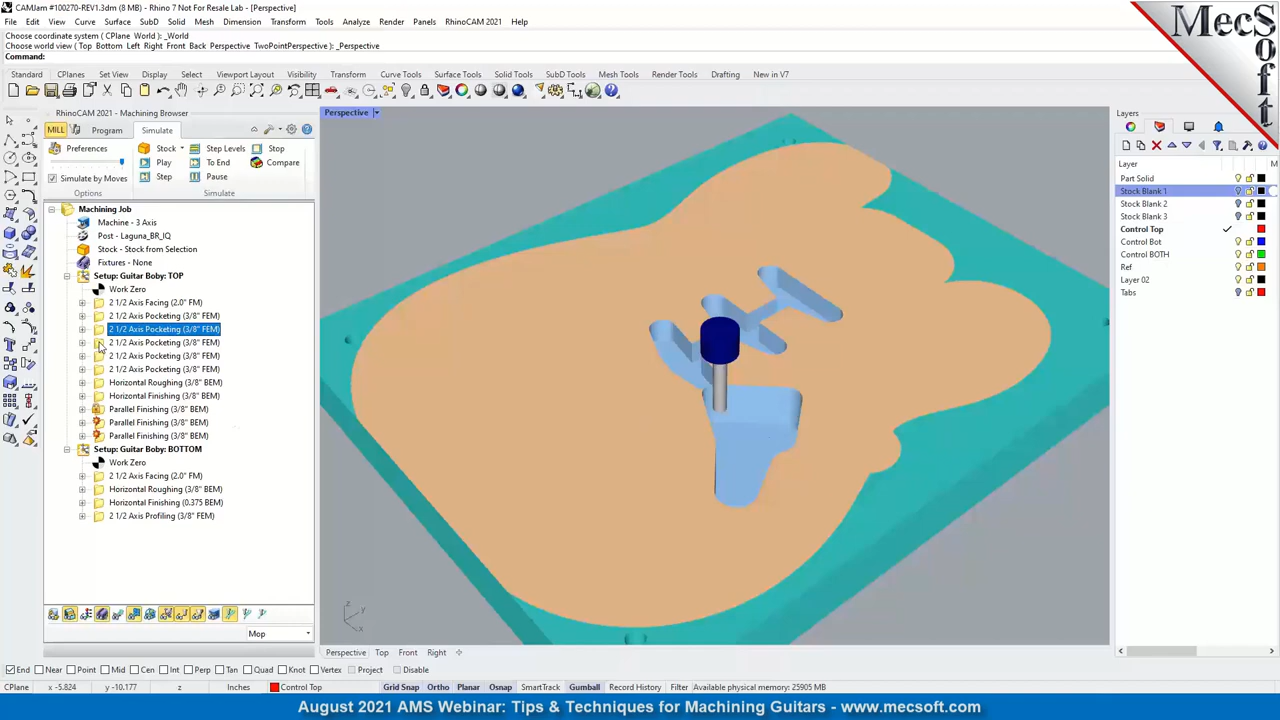 CAMJam #100270-REV1.3dm (8 MB) - Rhino 7 Not For Resale Lab - [Perspective]
File Edit View Curve Surface SubD Solid Mesh Dimension Transform Tools Analyze Render Panels RhinoCAM 2021 Help
Choose coordinate system ( CPlane World ): _World
Choose world view ( Top Bottom Left Right Front Back Perspective TwoPointPerspective ): _Perspective
Command:
Standard CPlanes Set View Display Select Viewport Layout Visibility Transform Curve Tools Surface Tools Solid Tools SubD Tools Mesh Tools Render Tools Drafting New in V7
MecSoft
RhinoCAM 2021 - Machining Browser
MILL Program Simulate
Preferences
Simulate by Moves
Options
Stock Step Levels Stop
Play To End Compare
Step Pause
Simulate
Machining Job
Machine - 3 Axis
Post - Laguna_BR_IQ
Stock - Stock from Selection
Fixtures - None
Setup: Guitar Boby: TOP
Work Zero
2 1/2 Axis Facing (2.0" FM)
2 1/2 Axis Pocketing (3/8" FEM)
2 1/2 Axis Pocketing (3/8" FEM)
2 1/2 Axis Pocketing (3/8" FEM)
2 1/2 Axis Pocketing (3/8" FEM)
2 1/2 Axis Pocketing (3/8" FEM)
Horizontal Roughing (3/8" BEM)
Horizontal Finishing (3/8" BEM)
Parallel Finishing (3/8" BEM)
Parallel Finishing (3/8" BEM)
Parallel Finishing (3/8" BEM)
Setup: Guitar Boby: BOTTOM
Work Zero
2 1/2 Axis Facing (2.0" FM)
Horizontal Roughing (3/8" BEM)
Horizontal Finishing (0.375 BEM)
2 1/2 Axis Profiling (3/8" FEM)
Mop
Perspective
z
y
x
Perspective Top Front Right
Layers
Layer M
Part Solid
Stock Blank 1
Stock Blank 2
Stock Blank 3
Control Top
Control Bot
Control BOTH
Ref
Layer 02
Tabs
End Near Point Mid Cen Int Perp Tan Quad Knot Vertex Project Disable
CPlane x -5.824 y -10.177 z Inches Control Top Grid Snap Ortho Planar Osnap SmartTrack Gumball Record History Filter Available physical memory: 25905 MB
August 2021 AMS Webinar: Tips & Techniques for Machining Guitars - www.mecsoft.com